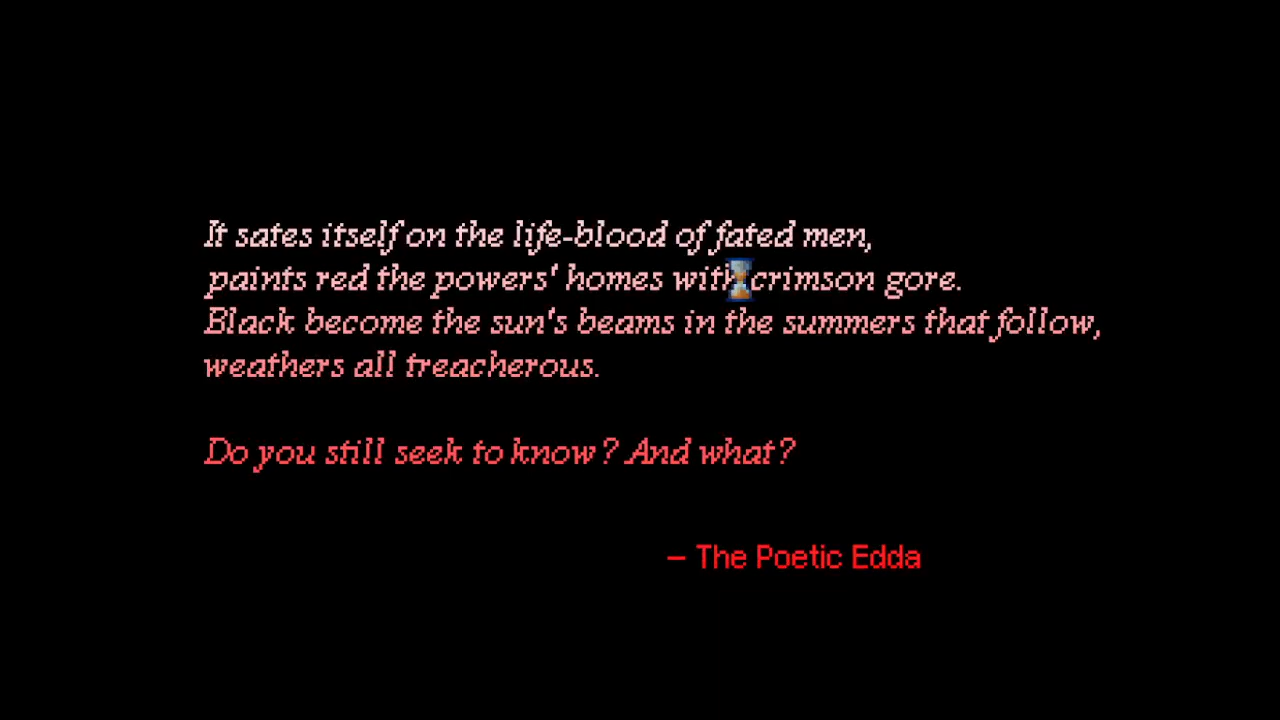 It sates itself on the life-blood of fated men,
paints red the powers' homes with crimson gore.
Black become the sun's beams in the summers that follow,
weathers all treacherous.
Do you still seek to know? And what?
– The Poetic Edda